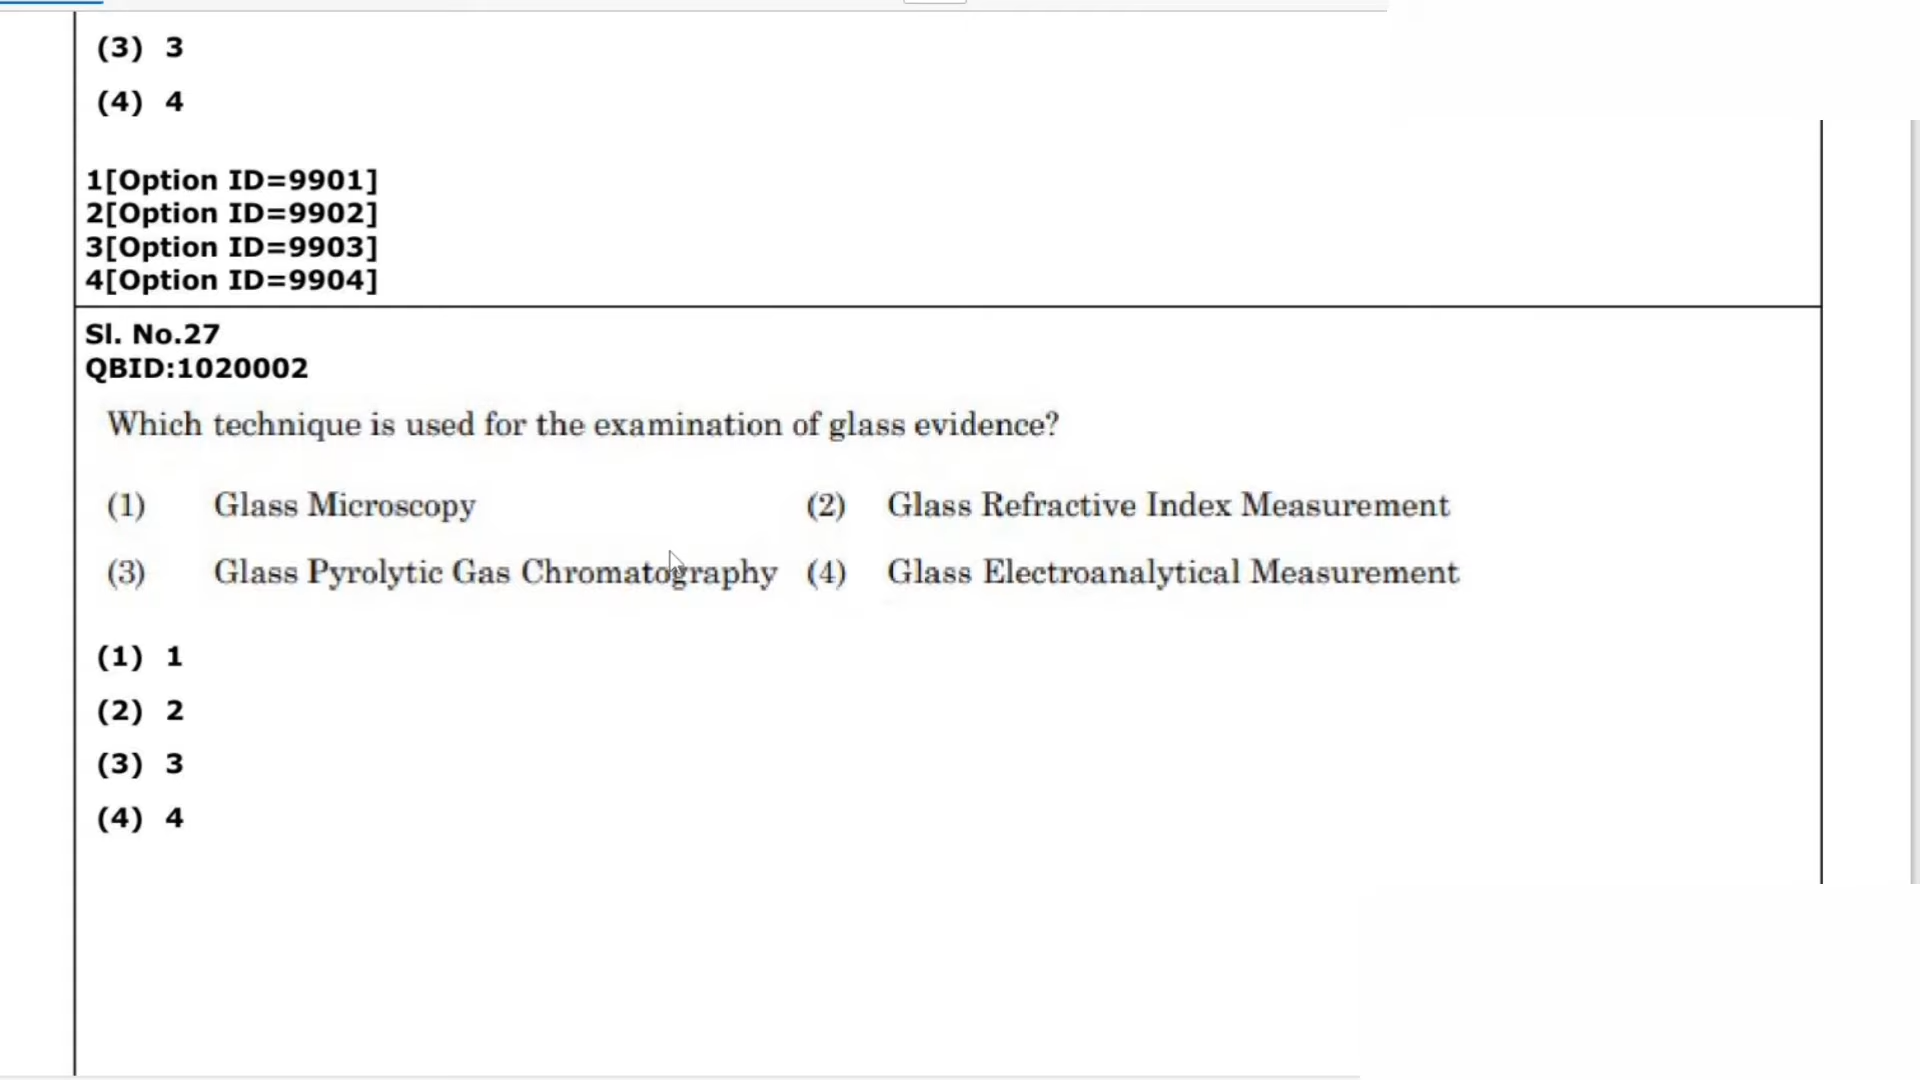 (3) 3
(4) 4
1[Option ID=9901]
2[Option ID=9902]
3[Option ID=9903]
4[Option ID=9904]
Sl. No.27
QBID:1020002
Which technique is used for the examination of glass evidence?
(1) Glass Microscopy (2) Glass Refractive Index Measurement
(3) Glass Pyrolytic Gas Chromatography (4) Glass Electroanalytical Measurement
(1) 1
(2) 2
(3) 3
(4) 4